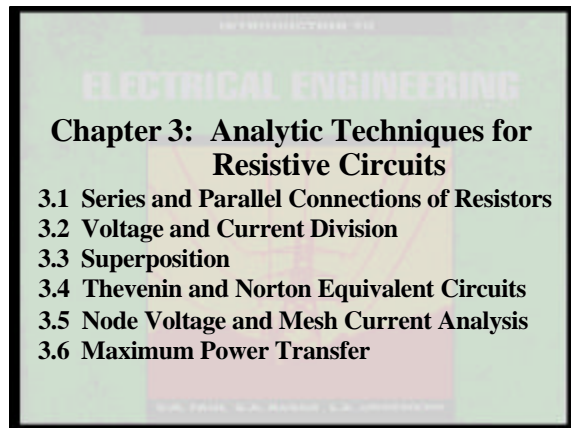 INTRODUCTION TO
ELECTRICAL ENGINEERING
Chapter 3: Analytic Techniques for
Resistive Circuits
3.1 Series and Parallel Connections of Resistors
3.2 Voltage and Current Division
3.3 Superposition
3.4 Thevenin and Norton Equivalent Circuits
3.5 Node Voltage and Mesh Current Analysis
3.6 Maximum Power Transfer